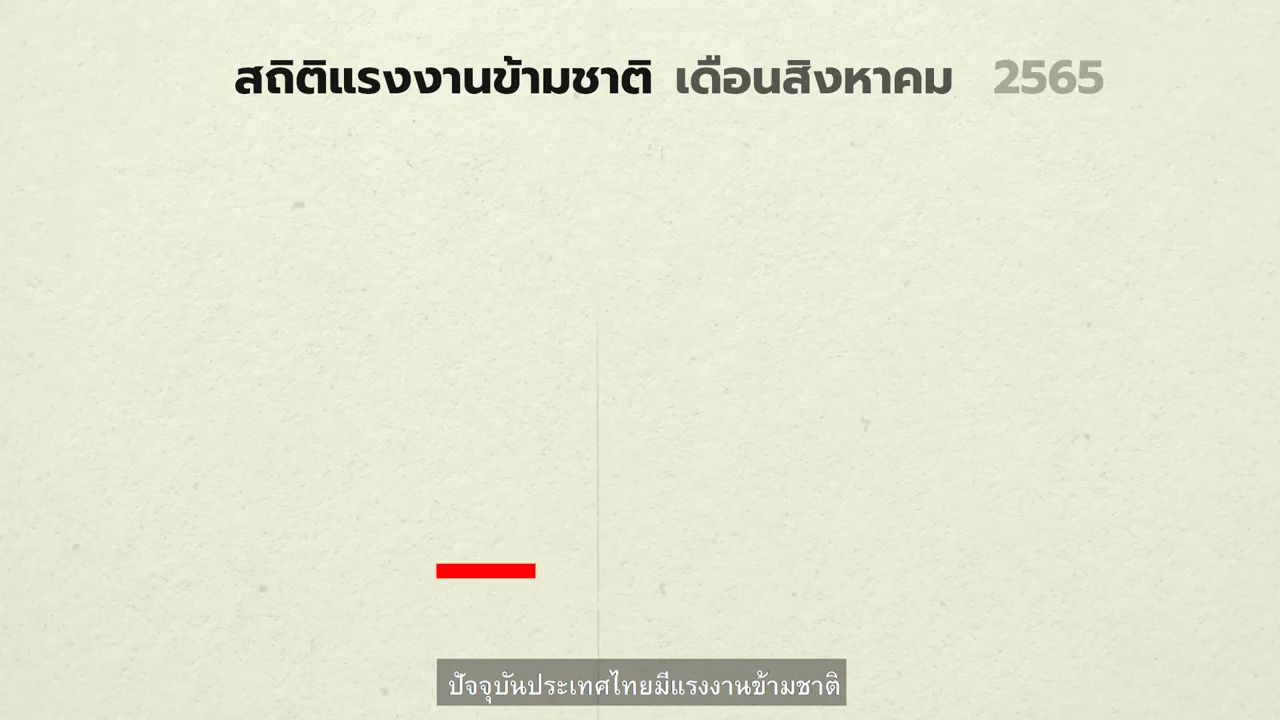 สถิติแรงงานข้ามชาติ เดือนสิงหาคม 2565
ปัจจุบันประเทศไทยมีแรงงานข้ามชาติ